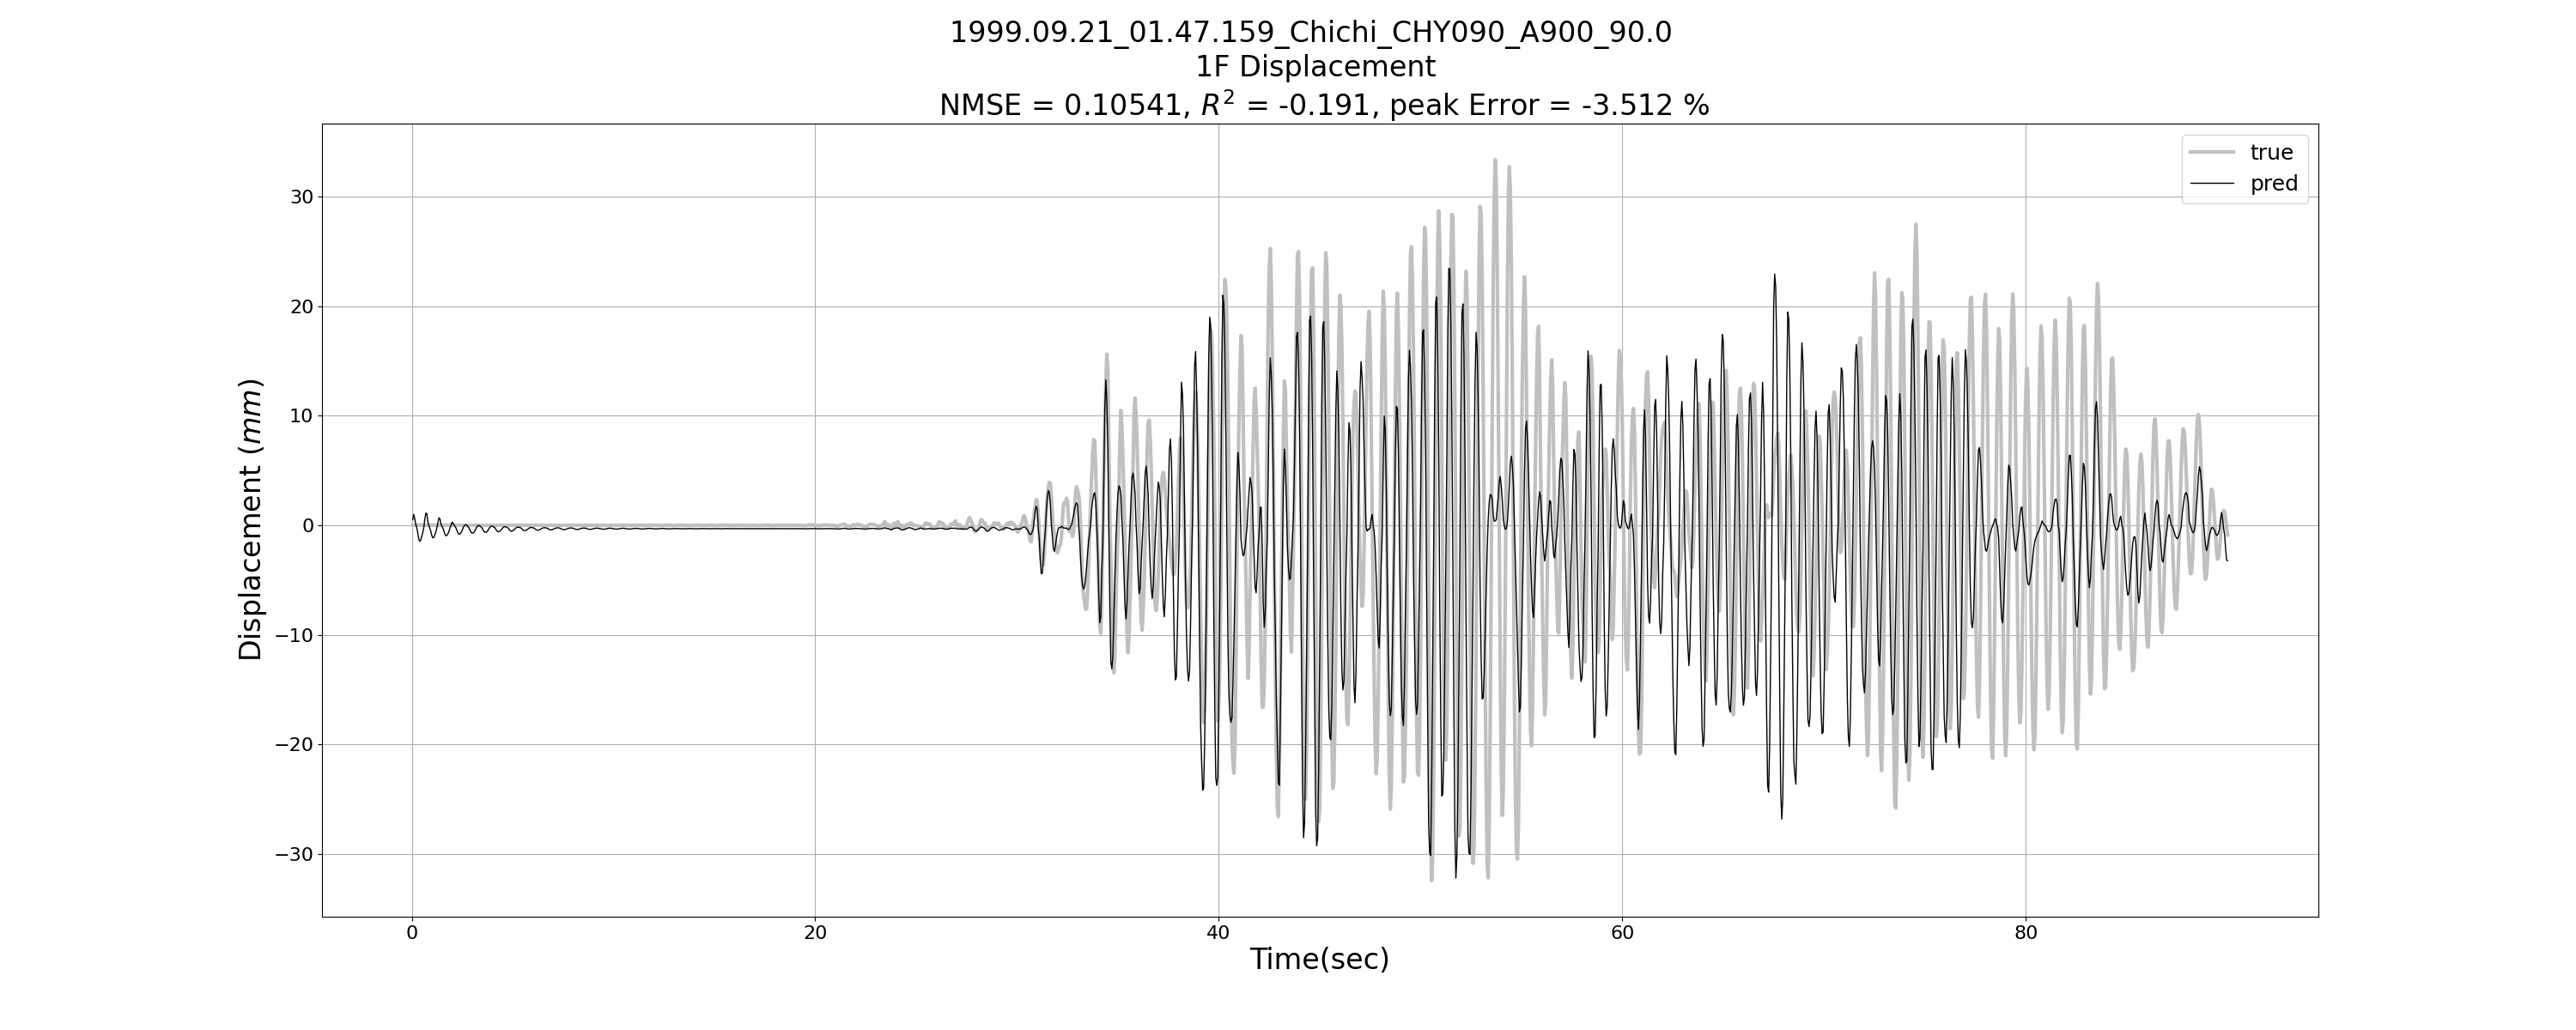 1999.09.21_01.47.159_Chichi_CHY090_A900_90.0
1F Displacement
NMSE = 0.10541, R² = -0.191, peak Error = -3.512 %
true
pred
Displacement (mm)
30
20
10
0
−10
−20
−30
0 20 40 60 80
Time(sec)